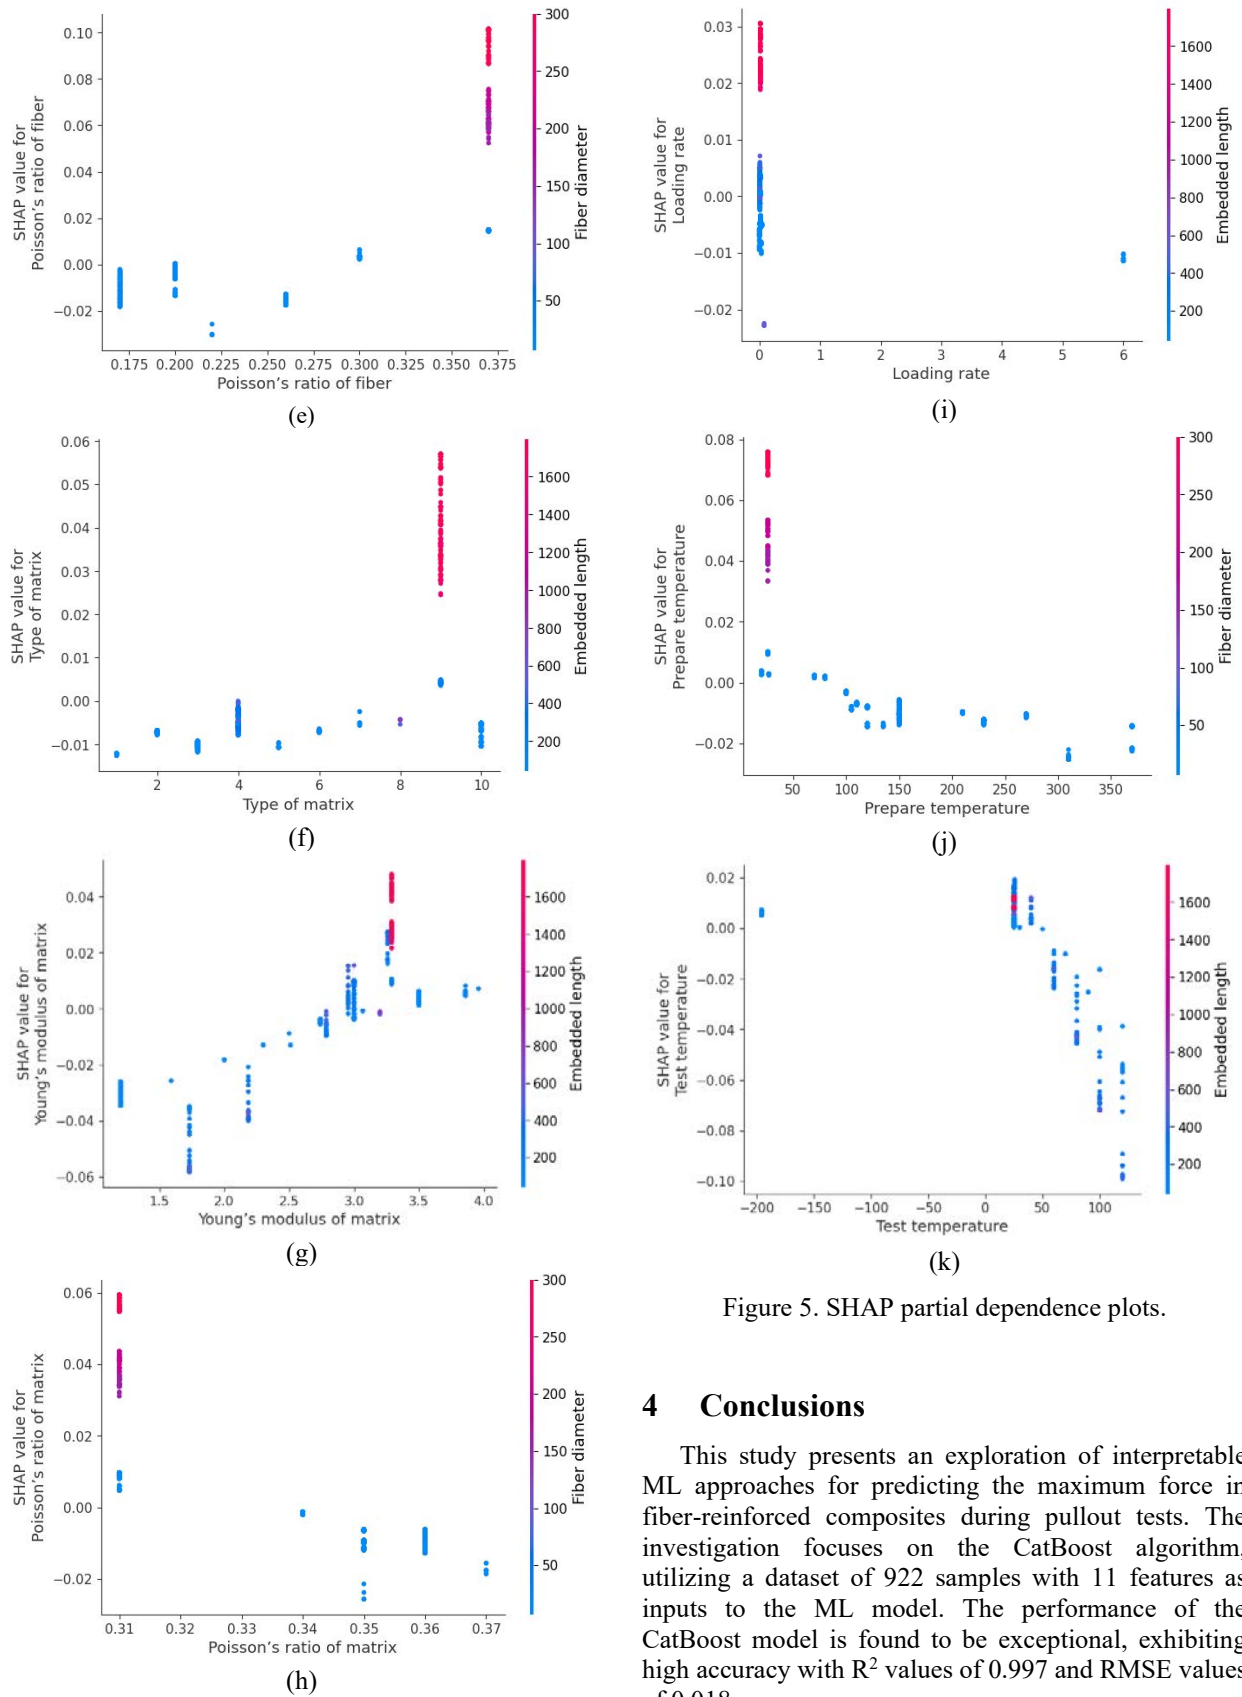 0.10
0.08
0.06
0.04
0.02
0.00
−0.02
SHAP value for
Poisson’s ratio of fiber
0.175 0.200 0.225 0.250 0.275 0.300 0.325 0.350 0.375
Poisson’s ratio of fiber
300
250
200
150
100
50
Fiber diameter
(e)
0.06
0.05
0.04
0.03
0.02
0.01
0.00
−0.01
SHAP value for
Type of matrix
2 4 6 8 10
Type of matrix
1600
1400
1200
1000
800
600
400
200
Embedded length
(f)
0.04
0.02
0.00
−0.02
−0.04
−0.06
SHAP value for
Young’s modulus of matrix
1.5 2.0 2.5 3.0 3.5 4.0
Young’s modulus of matrix
1600
1400
1200
1000
800
600
400
200
Embedded length
(g)
0.06
0.04
0.02
0.00
−0.02
SHAP value for
Poisson’s ratio of matrix
0.31 0.32 0.33 0.34 0.35 0.36 0.37
Poisson’s ratio of matrix
300
250
200
150
100
50
Fiber diameter
(h)
0.03
0.02
0.01
0.00
−0.01
−0.02
SHAP value for
Loading rate
0 1 2 3 4 5 6
Loading rate
1600
1400
1200
1000
800
600
400
200
Embedded length
(i)
0.08
0.06
0.04
0.02
0.00
−0.02
SHAP value for
Prepare temperature
50 100 150 200 250 300 350
Prepare temperature
300
250
200
150
100
50
Fiber diameter
(j)
0.02
0.00
−0.02
−0.04
−0.06
−0.08
−0.10
SHAP value for
Test temperature
−200 −150 −100 −50 0 50 100
Test temperature
1600
1400
1200
1000
800
600
400
200
Embedded length
(k)
Figure 5. SHAP partial dependence plots.
4 Conclusions
This study presents an exploration of interpretable
ML approaches for predicting the maximum force in
fiber-reinforced composites during pullout tests. The
investigation focuses on the CatBoost algorithm,
utilizing a dataset of 922 samples with 11 features as
inputs to the ML model. The performance of the
CatBoost model is found to be exceptional, exhibiting
high accuracy with R² values of 0.997 and RMSE values
of 0.018